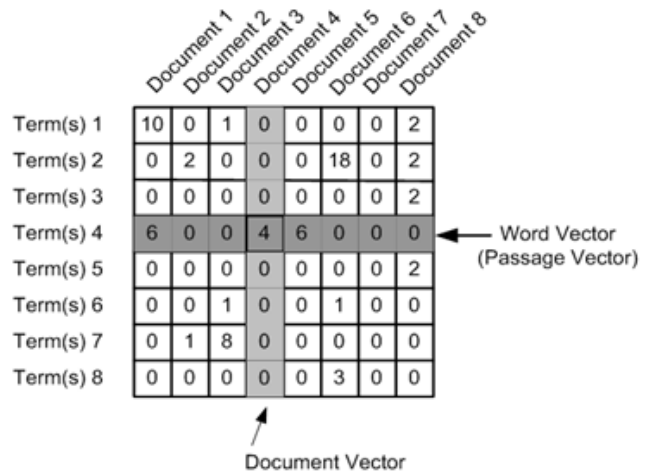 Document 1
Document 2
Document 3
Document 4
Document 5
Document 6
Document 7
Document 8
Term(s) 1 10 0 1 0 0 0 0 2
Term(s) 2 0 2 0 0 0 18 0 2
Term(s) 3 0 0 0 0 0 0 0 2
Term(s) 4 6 0 0 4 6 0 0 0
Word Vector
(Passage Vector)
Term(s) 5 0 0 0 0 0 0 0 2
Term(s) 6 0 0 1 0 0 1 0 0
Term(s) 7 0 1 8 0 0 0 0 0
Term(s) 8 0 0 0 0 0 3 0 0
Document Vector